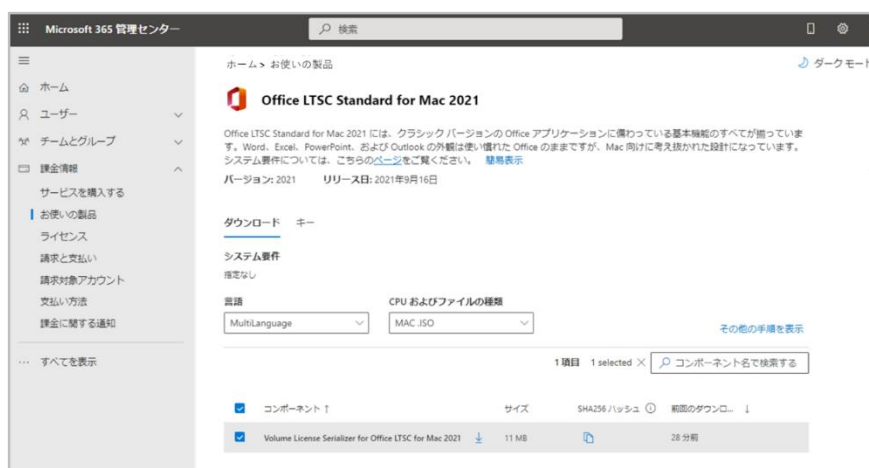 Microsoft 365 管理センター
検索
ホーム > お使いの製品
ダーク モード
ホーム
ユーザー
チームとグループ
課金情報
サービスを購入する
お使いの製品
ライセンス
請求と支払い
請求対象アカウント
支払い方法
課金に関する通知
すべてを表示
Office LTSC Standard for Mac 2021
Office LTSC Standard for Mac 2021 には、クラシック バージョンの Office アプリケーションに備わっている基本機能のすべてが揃っていま
す。Word、Excel、PowerPoint、および Outlook の外観は使い慣れた Office のままですが、Mac 向けに考え抜かれた設計になっています。
システム要件については、こちらのページをご覧ください。 簡易表示
バージョン: 2021 リリース日: 2021年9月16日
ダウンロード キー
システム要件
指定なし
言語 CPU およびファイルの種類
MultiLanguage MAC .ISO
その他の手順を表示
1 項目 1 selected コンポーネント名で検索する
コンポーネント ↑ サイズ SHA256 ハッシュ 前回のダウンロ... ↓
Volume License Serializer for Office LTSC for Mac 2021 11 MB 28 分前